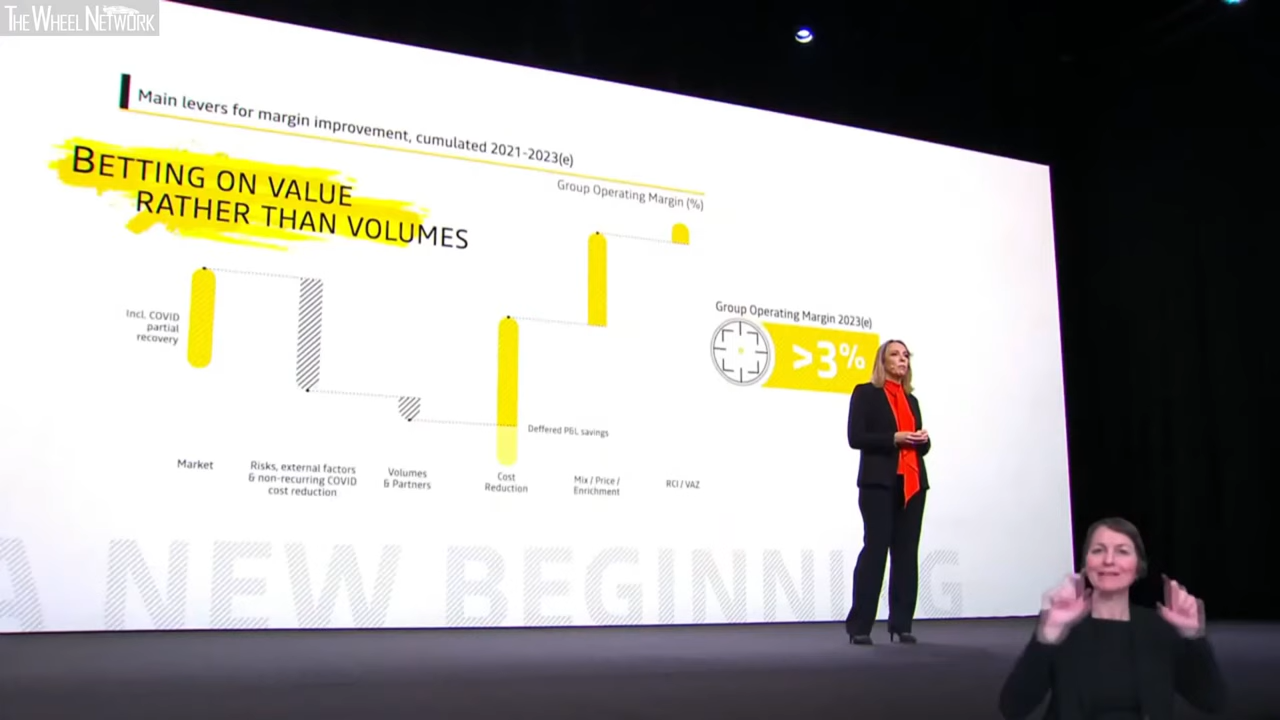 THE WHEEL NETWORK
Main levers for margin improvement, cumulated 2021-2023(e)
BETTING ON VALUE
RATHER THAN VOLUMES
Group Operating Margin (%)
Incl. COVID
partial
recovery
Group Operating Margin 2023(e)
>3%
Deffered P&L savings
Market
Risks, external factors
& non-recurring COVID
cost reduction
Volumes
& Partners
Cost
Reduction
Mix / Price /
Enrichment
RCI / VAZ
A NEW BEGINNING